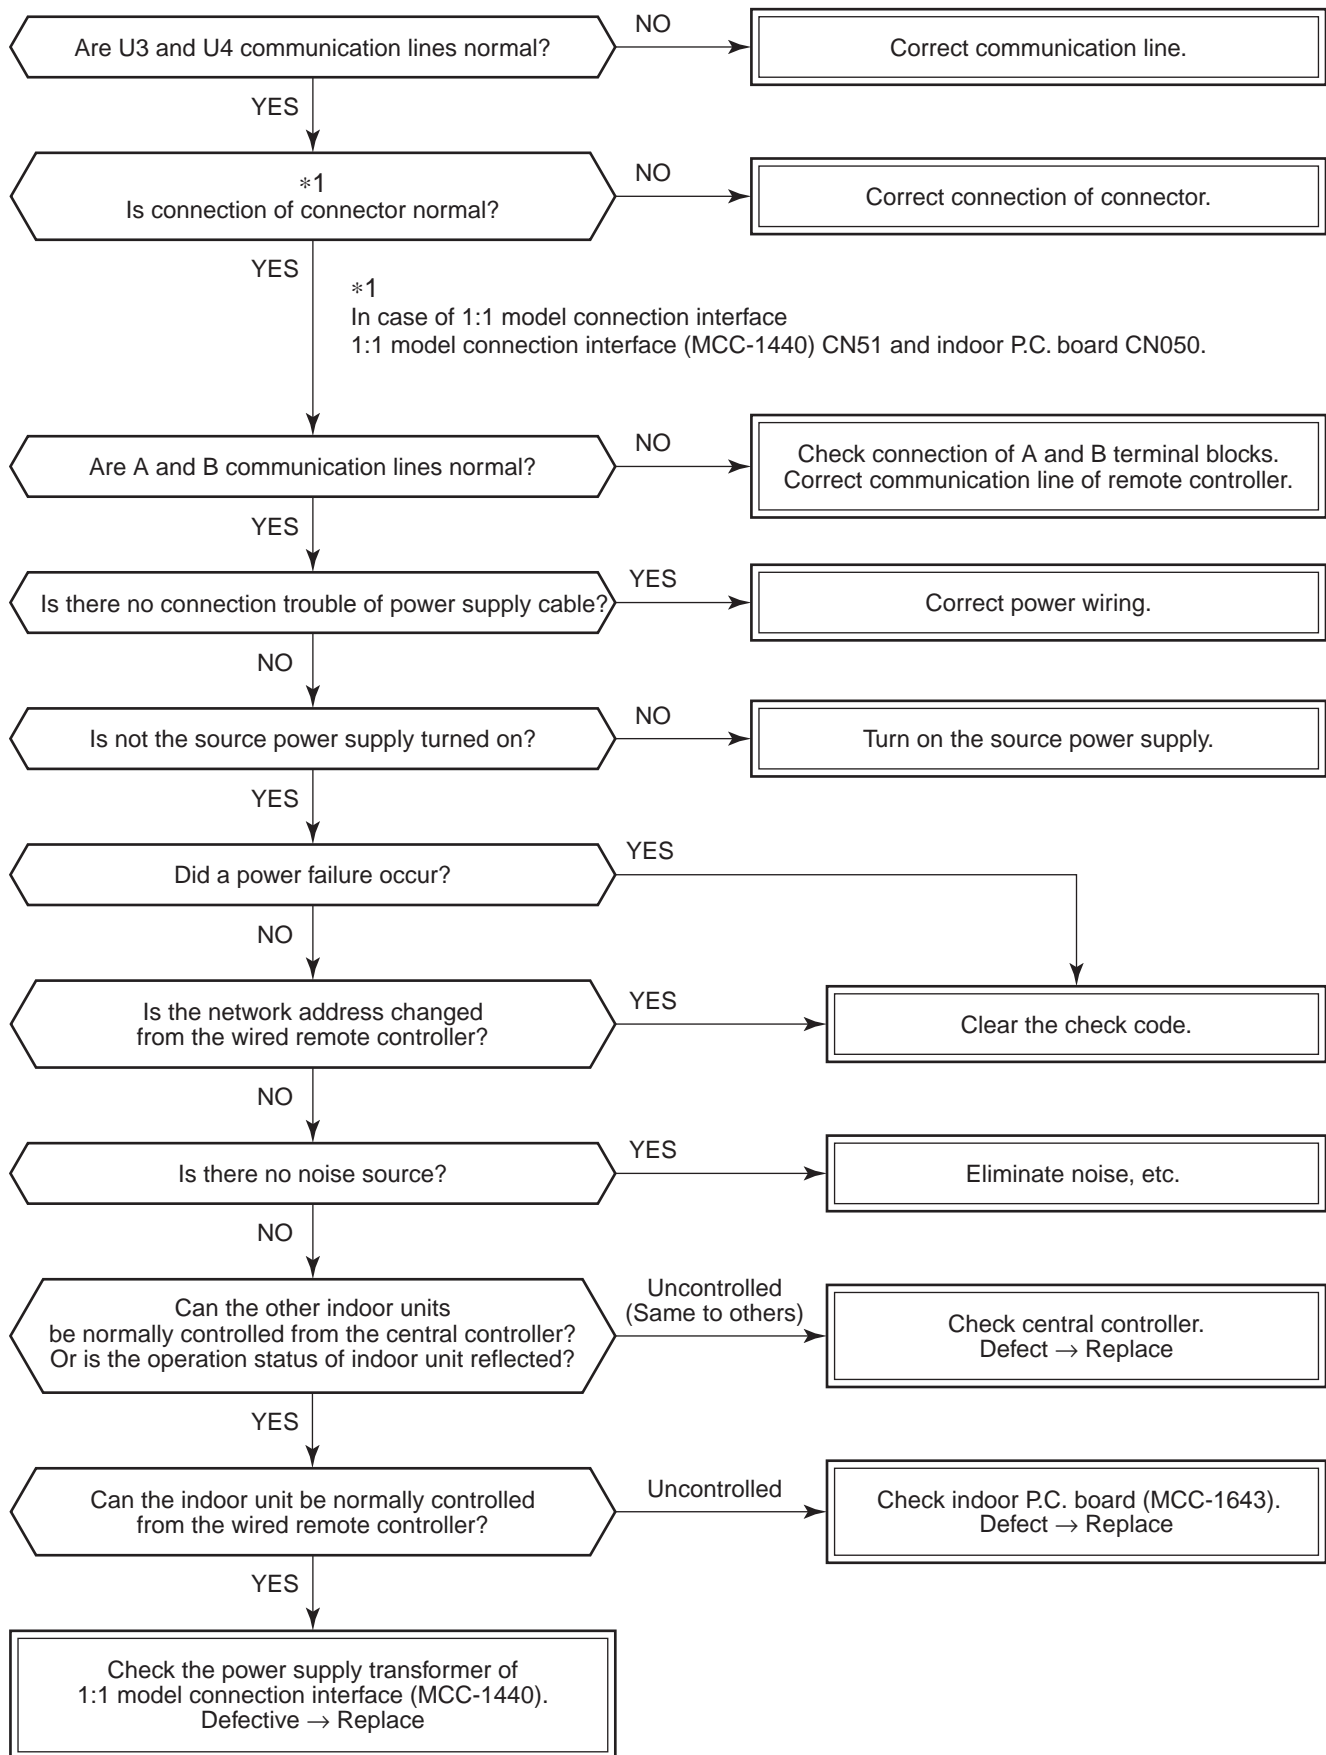 Are U3 and U4 communication lines normal?
NO
Correct communication line.
YES
*1
Is connection of connector normal?
NO
Correct connection of connector.
YES
*1
In case of 1:1 model connection interface
1:1 model connection interface (MCC-1440) CN51 and indoor P.C. board CN050.
Are A and B communication lines normal?
NO
Check connection of A and B terminal blocks.
Correct communication line of remote controller.
YES
Is there no connection trouble of power supply cable?
YES
Correct power wiring.
NO
Is not the source power supply turned on?
NO
Turn on the source power supply.
YES
Did a power failure occur?
YES
NO
Is the network address changed
from the wired remote controller?
YES
Clear the check code.
NO
Is there no noise source?
YES
Eliminate noise, etc.
NO
Can the other indoor units
be normally controlled from the central controller?
Or is the operation status of indoor unit reflected?
Uncontrolled
(Same to others)
Check central controller.
Defect → Replace
YES
Can the indoor unit be normally controlled
from the wired remote controller?
Uncontrolled
Check indoor P.C. board (MCC-1643).
Defect → Replace
YES
Check the power supply transformer of
1:1 model connection interface (MCC-1440).
Defective → Replace